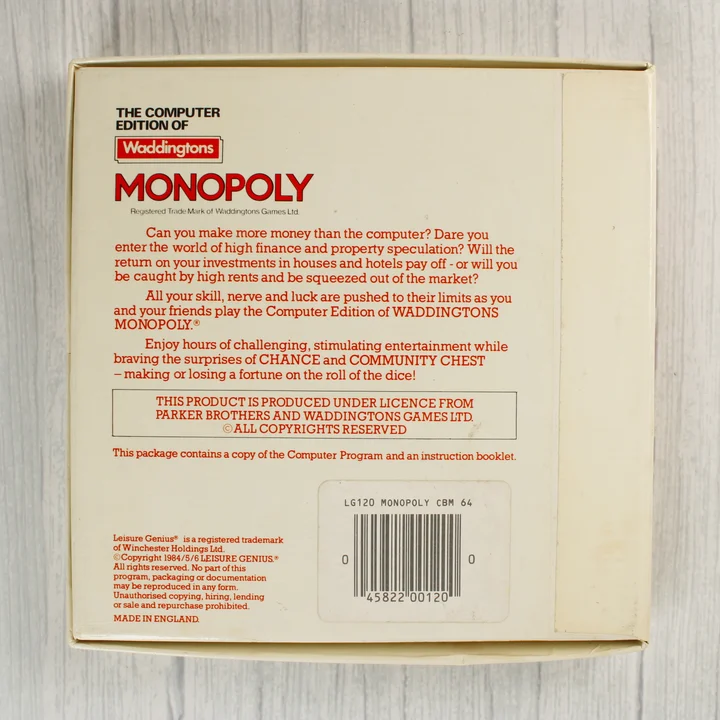 THE COMPUTER
EDITION OF
Waddingtons
MONOPOLY
Registered Trade Mark of Waddingtons Games Ltd.
Can you make more money than the computer? Dare you
enter the world of high finance and property speculation? Will the
return on your investments in houses and hotels pay off - or will you
be caught by high rents and be squeezed out of the market?
All your skill, nerve and luck are pushed to their limits as you
and your friends play the Computer Edition of WADDINGTONS
MONOPOLY.®
Enjoy hours of challenging, stimulating entertainment while
braving the surprises of CHANCE and COMMUNITY CHEST
– making or losing a fortune on the roll of the dice!
THIS PRODUCT IS PRODUCED UNDER LICENCE FROM
PARKER BROTHERS AND WADDINGTONS GAMES LTD.
©ALL COPYRIGHTS RESERVED
This package contains a copy of the Computer Program and an instruction booklet.
LG120 MONOPOLY CBM 64
0 45822 00120 0
Leisure Genius® is a registered trademark
of Winchester Holdings Ltd.
©Copyright 1984/5/6 LEISURE GENIUS.®
All rights reserved. No part of this
program, packaging or documentation
may be reproduced in any form.
Unauthorised copying, hiring, lending
or sale and repurchase prohibited.
MADE IN ENGLAND.